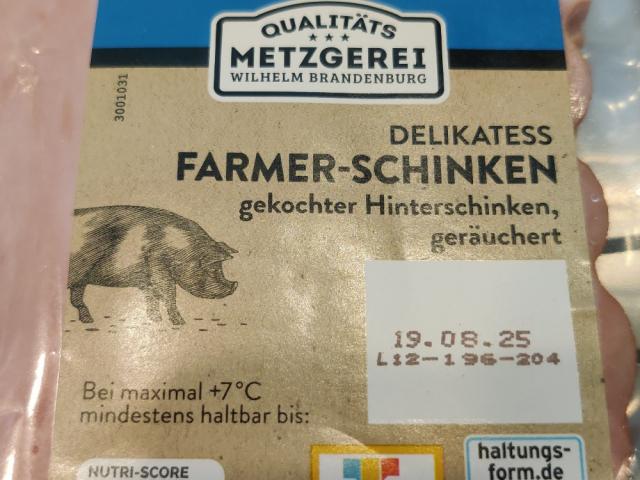 QUALITÄTS
METZGEREI
WILHELM BRANDENBURG
3001031
DELIKATESS
FARMER-SCHINKEN
gekochter Hinterschinken,
geräuchert
19.08.25
L12-196-204
Bei maximal +7°C
mindestens haltbar bis:
NUTRI-SCORE
haltungs-
form.de